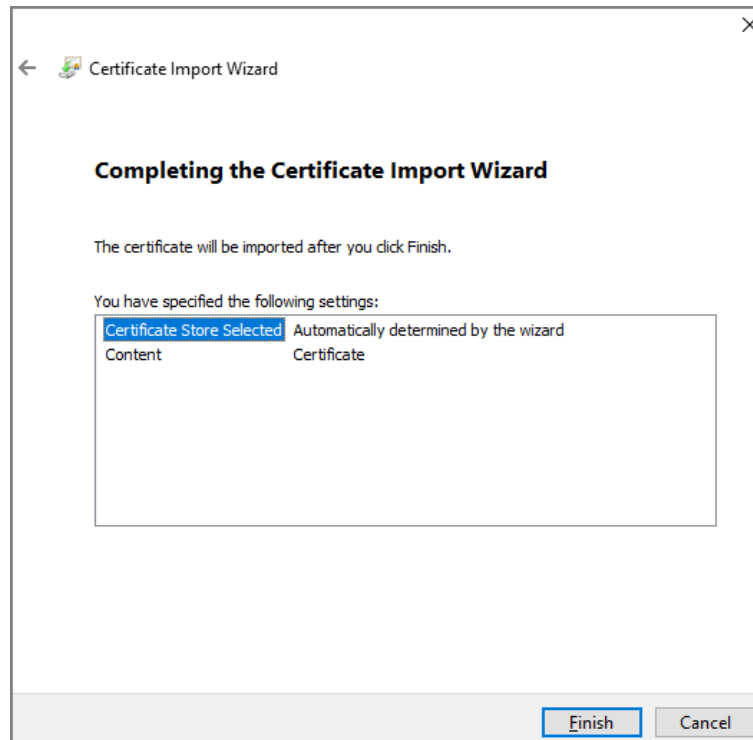 Certificate Import Wizard
Completing the Certificate Import Wizard
The certificate will be imported after you click Finish.
You have specified the following settings:
Certificate Store Selected Automatically determined by the wizard
Content Certificate
Finish Cancel